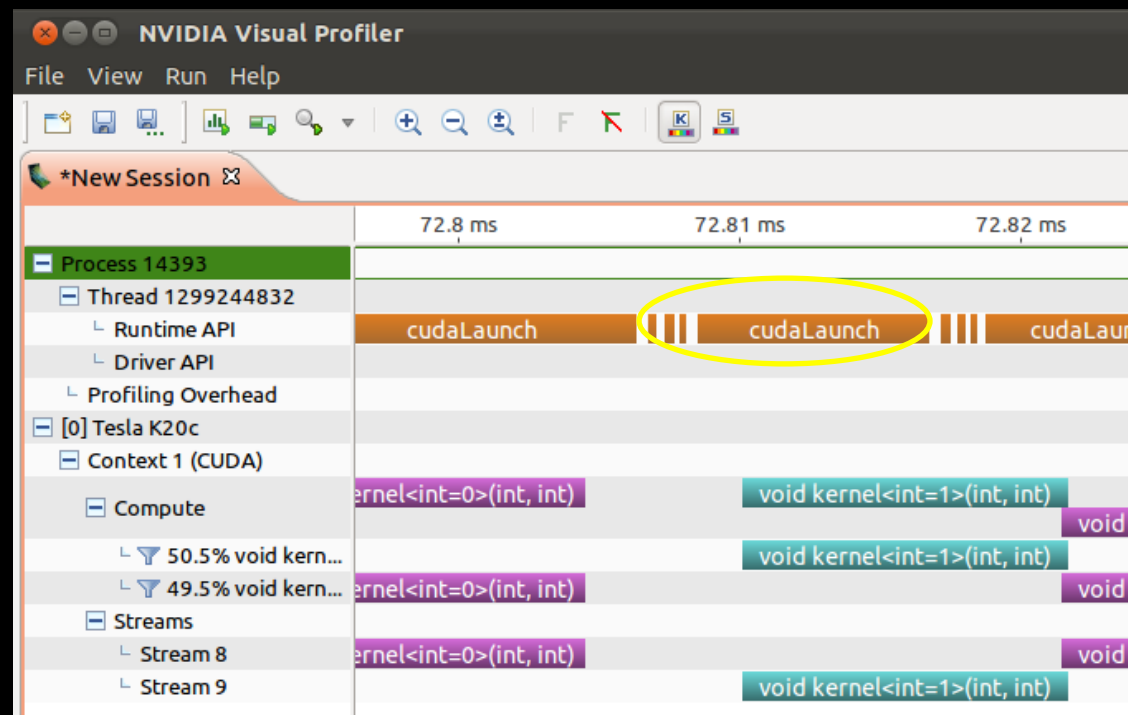 NVIDIA Visual Profiler
File View Run Help
F K S
*New Session
72.8 ms 72.81 ms 72.82 ms
Process 14393
Thread 1299244832
Runtime API cudaLaunch cudaLaunch cudaLaun
Driver API
Profiling Overhead
[0] Tesla K20c
Context 1 (CUDA)
Compute ernel<int=0>(int, int) void kernel<int=1>(int, int)
void
50.5% void kern... void kernel<int=1>(int, int)
49.5% void kern... ernel<int=0>(int, int) void
Streams
Stream 8 ernel<int=0>(int, int) void
Stream 9 void kernel<int=1>(int, int)